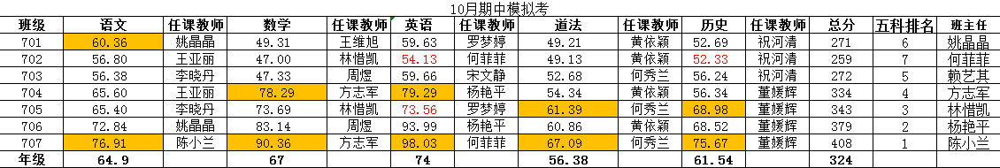 10月期中模拟考
班级 语文 任课教师 数学 任课教师 英语 任课教师 道法 任课教师 历史 任课教师 总分 五科排名 班主任
701 60.36 姚晶晶 49.31 王维旭 59.63 罗梦婷 49.21 黄依颖 52.69 祝河清 271 6 姚晶晶
702 56.80 王亚丽 47.00 林惜凯 54.13 何菲菲 49.13 黄依颖 52.33 祝河清 259 7 何菲菲
703 56.38 李晓丹 47.33 周煜 59.66 宋文静 52.68 何秀兰 56.24 祝河清 272 5 赖艺其
704 65.60 王亚丽 78.29 方志军 79.29 杨艳平 54.34 黄依颖 56.34 董媛辉 334 4 方志军
705 65.40 李晓丹 73.69 林惜凯 73.56 罗梦婷 61.39 何秀兰 68.98 董媛辉 343 3 林惜凯
706 72.84 姚晶晶 83.14 周煜 93.99 杨艳平 60.86 黄依颖 68.52 董媛辉 379 2 杨艳平
707 76.91 陈小兰 90.36 方志军 98.03 何菲菲 67.09 何秀兰 75.67 董媛辉 408 1 陈小兰
年级 64.9 67 74 56.38 61.54 324